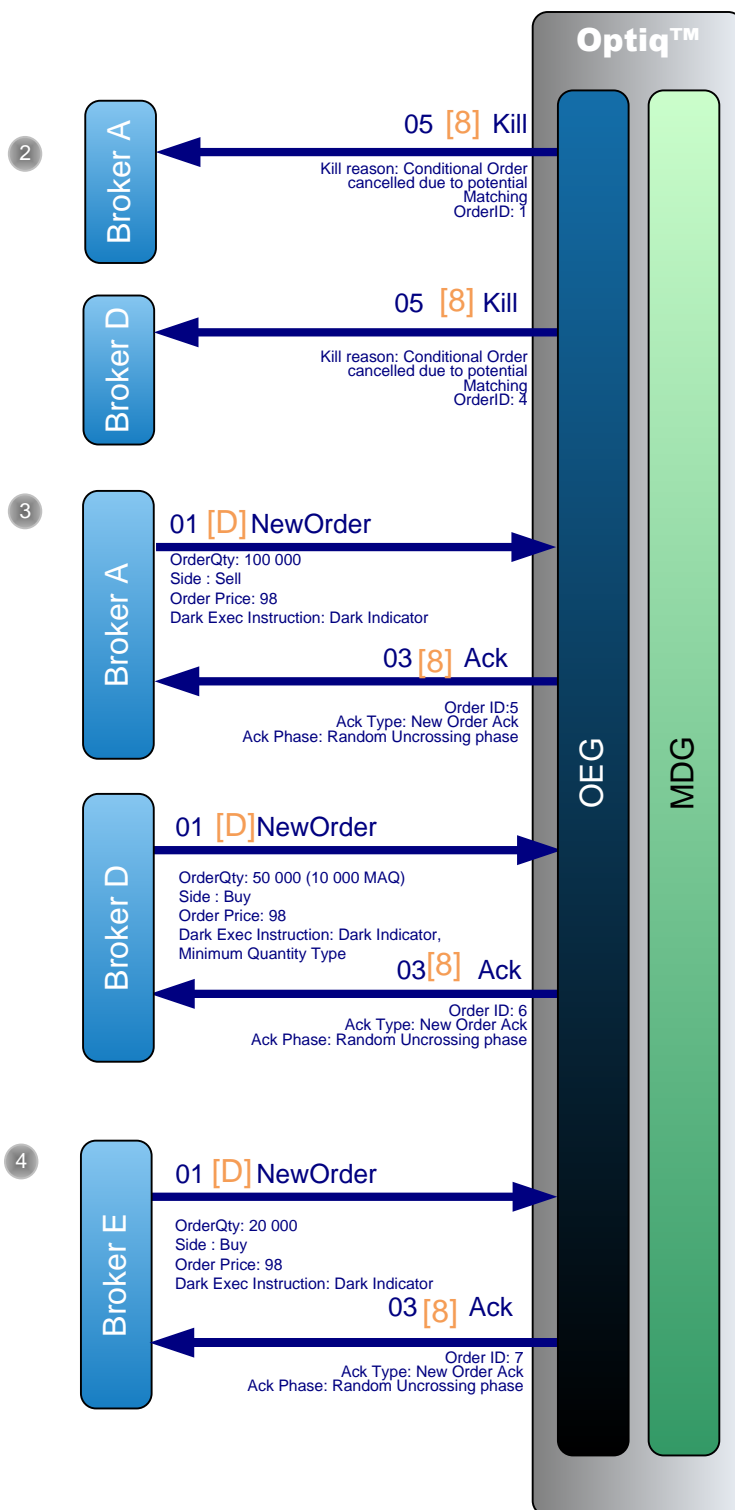 Optiq™
2
Broker A
05 [8] Kill
Kill reason: Conditional Order
cancelled due to potential
Matching
OrderID: 1
Broker D
05 [8] Kill
Kill reason: Conditional Order
cancelled due to potential
Matching
OrderID: 4
3
Broker A
01 [D] NewOrder
OrderQty: 100 000
Side : Sell
Order Price: 98
Dark Exec Instruction: Dark Indicator
03 [8] Ack
Order ID:5
Ack Type: New Order Ack
Ack Phase: Random Uncrossing phase
OEG
MDG
Broker D
01 [D]NewOrder
OrderQty: 50 000 (10 000 MAQ)
Side : Buy
Order Price: 98
Dark Exec Instruction: Dark Indicator,
Minimum Quantity Type
03[8] Ack
Order ID: 6
Ack Type: New Order Ack
Ack Phase: Random Uncrossing phase
4
Broker E
01 [D] NewOrder
OrderQty: 20 000
Side : Buy
Order Price: 98
Dark Exec Instruction: Dark Indicator
03 [8] Ack
Order ID: 7
Ack Type: New Order Ack
Ack Phase: Random Uncrossing phase